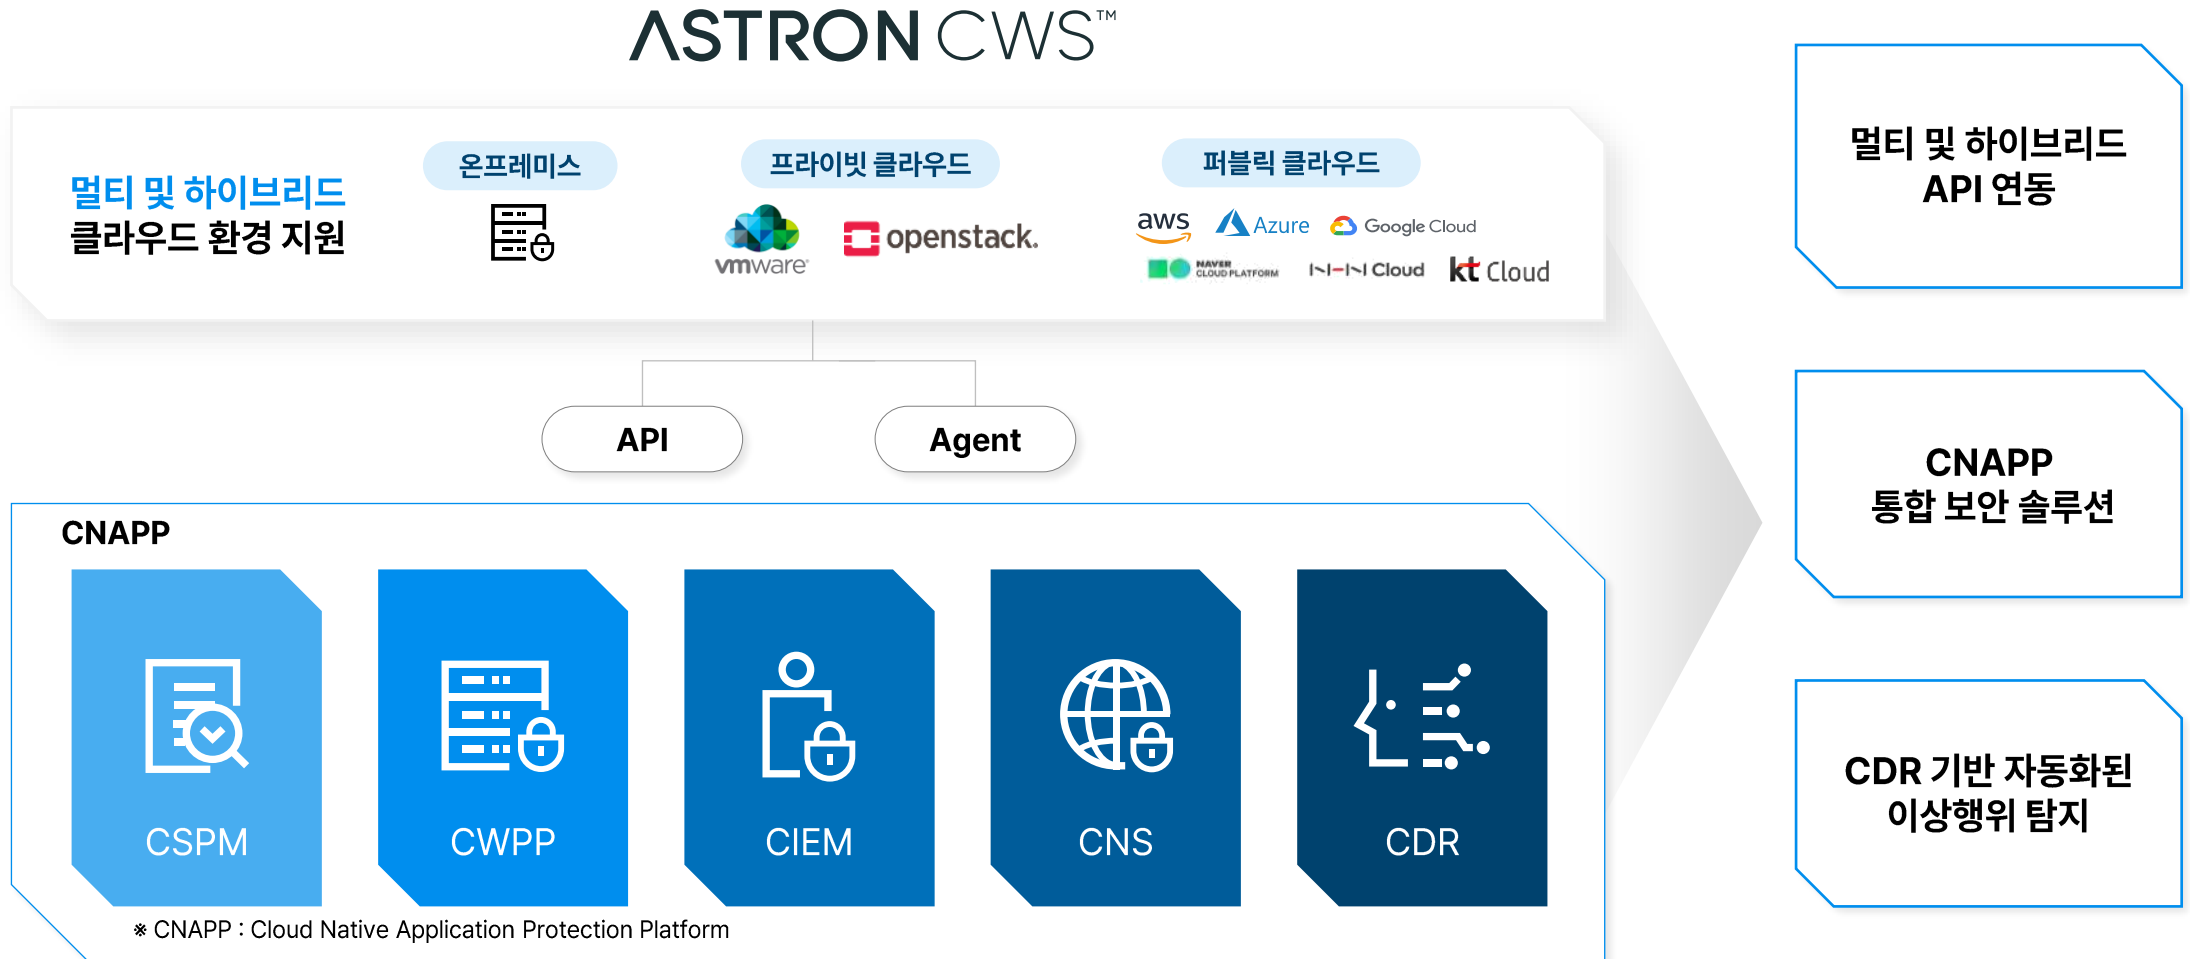 ASTRON CWS™
멀티 및 하이브리드
클라우드 환경 지원
온프레미스
프라이빗 클라우드
vmware®
openstack.
퍼블릭 클라우드
aws
Azure
Google Cloud
NAVER
CLOUD PLATFORM
NHN Cloud
kt Cloud
API
Agent
CNAPP
CSPM
CWPP
CIEM
CNS
CDR
※ CNAPP : Cloud Native Application Protection Platform
멀티 및 하이브리드
API 연동
CNAPP
통합 보안 솔루션
CDR 기반 자동화된
이상행위 탐지